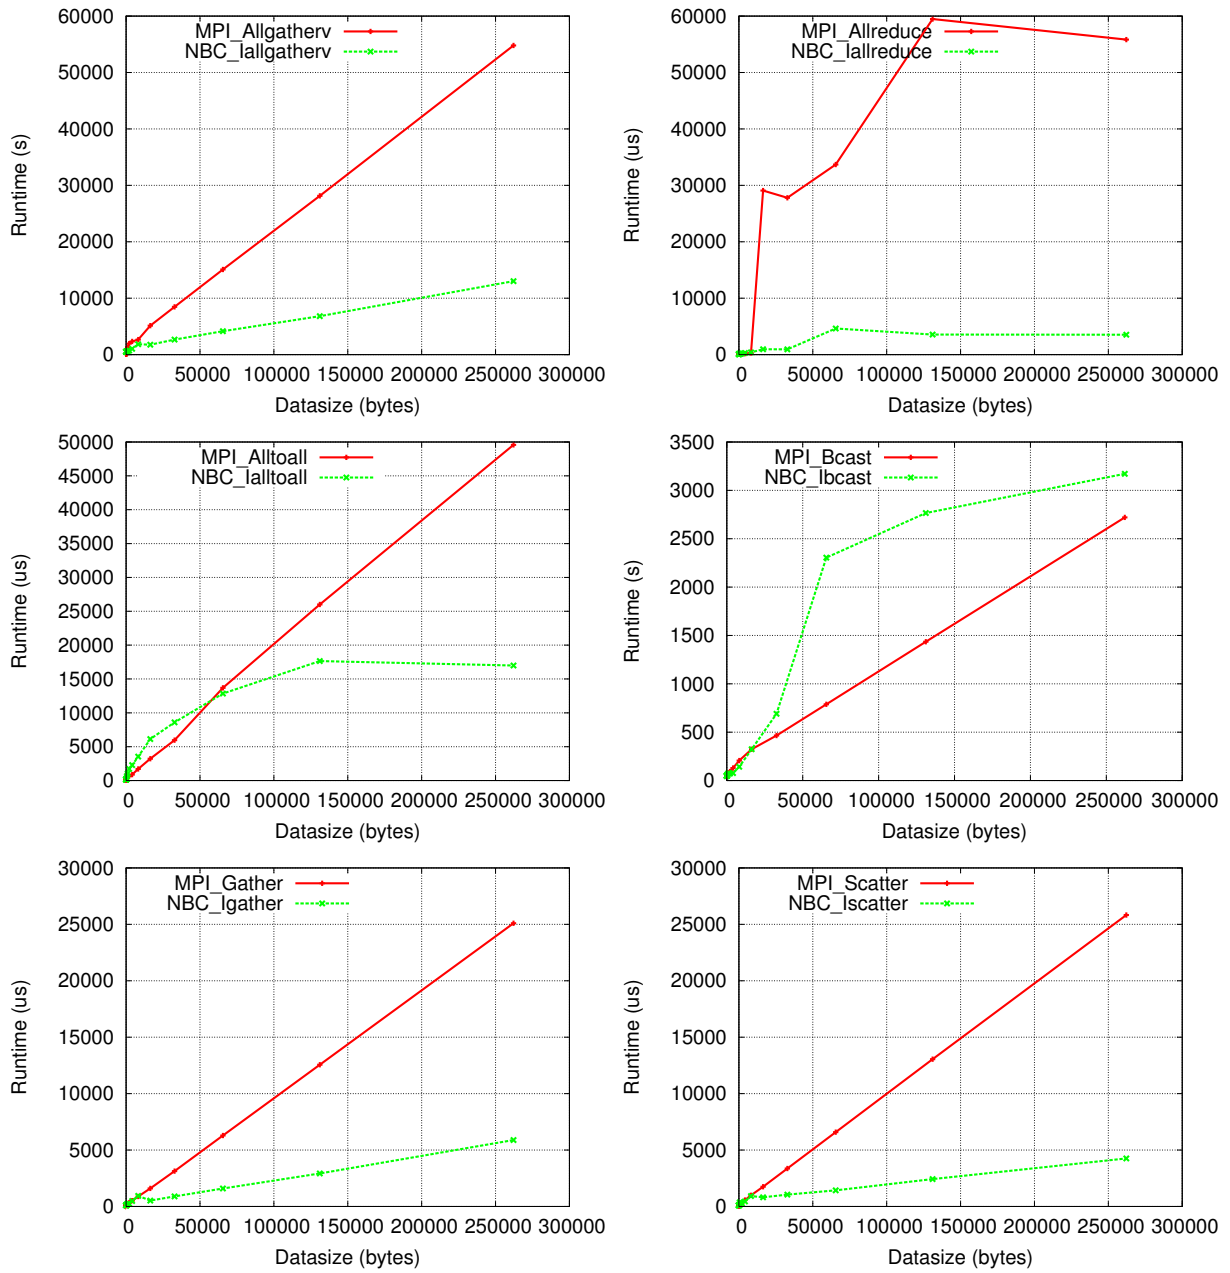 MPI_Allgatherv
NBC_Iallgatherv
60000
50000
40000
30000
20000
10000
0
Runtime (s)
0 50000 100000 150000 200000 250000 300000
Datasize (bytes)
MPI_Allreduce
NBC_Iallreduce
60000
50000
40000
30000
20000
10000
0
Runtime (us)
0 50000 100000 150000 200000 250000 300000
Datasize (bytes)
MPI_Alltoall
NBC_Ialltoall
50000
45000
40000
35000
30000
25000
20000
15000
10000
5000
0
Runtime (us)
0 50000 100000 150000 200000 250000 300000
Datasize (bytes)
MPI_Bcast
NBC_Ibcast
3500
3000
2500
2000
1500
1000
500
0
Runtime (s)
0 50000 100000 150000 200000 250000 300000
Datasize (bytes)
MPI_Gather
NBC_Igather
30000
25000
20000
15000
10000
5000
0
Runtime (us)
0 50000 100000 150000 200000 250000 300000
Datasize (bytes)
MPI_Scatter
NBC_Iscatter
30000
25000
20000
15000
10000
5000
0
Runtime (us)
0 50000 100000 150000 200000 250000 300000
Datasize (bytes)